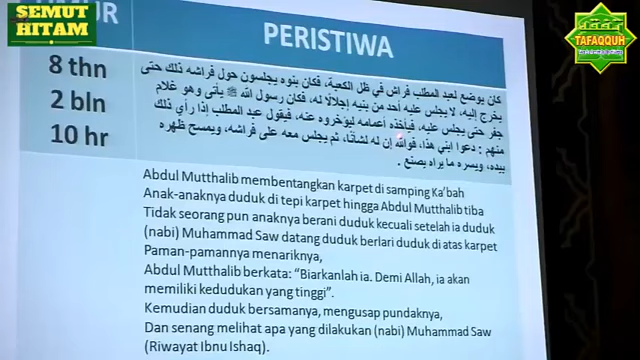 SEMUT
HITAM
TAFAQQUH
UMUR
PERISTIWA
8 thn
2 bln
10 hr
كان يوضع لعبد المطلب فراش في ظل الكعبة، فكان بنوه يجلسون حول فراشه ذلك حتى
يخرج إليه، لا يجلس عليه أحد من بنيه إجلالا له، فكان رسول الله ﷺ يأتى وهو غلام
جفر حتى يجلس عليه، فيأخذه أعمامه ليؤخروه عنه، فيقول عبد المطلب إذا رأي ذلك
منهم : دعوا ابني هذا، فوالله إن له لشأنا، ثم يجلس معه على فراشه، ويمسح ظهره
بيده، ويسره ما يراه يصنع .
Abdul Mutthalib membentangkan karpet di samping Ka'bah
Anak-anaknya duduk di tepi karpet hingga Abdul Mutthalib tiba
Tidak seorang pun anaknya berani duduk kecuali setelah ia duduk
(nabi) Muhammad Saw datang duduk berlari duduk di atas karpet
Paman-pamannya menariknya,
Abdul Mutthalib berkata: "Biarkanlah ia. Demi Allah, ia akan
memiliki kedudukan yang tinggi".
Kemudian duduk bersamanya, mengusap pundaknya,
Dan senang melihat apa yang dilakukan (nabi) Muhammad Saw
(Riwayat Ibnu Ishaq).